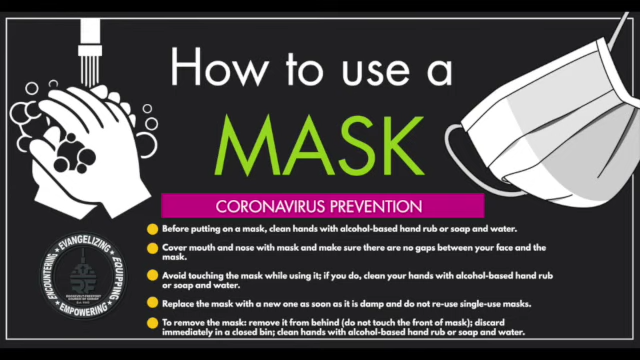 How to use a
MASK
CORONAVIRUS PREVENTION
Before putting on a mask, clean hands with alcohol-based hand rub or soap and water.
Cover mouth and nose with mask and make sure there are no gaps between your face and the
mask.
Avoid touching the mask while using it; if you do, clean your hands with alcohol-based hand rub
or soap and water.
Replace the mask with a new one as soon as it is damp and do not re-use single-use masks.
To remove the mask: remove it from behind (do not touch the front of mask); discard
immediately in a closed bin; clean hands with alcohol-based hand rub or soap and water.
ENCOUNTERING
EVANGELIZING
EQUIPPING
EMPOWERING